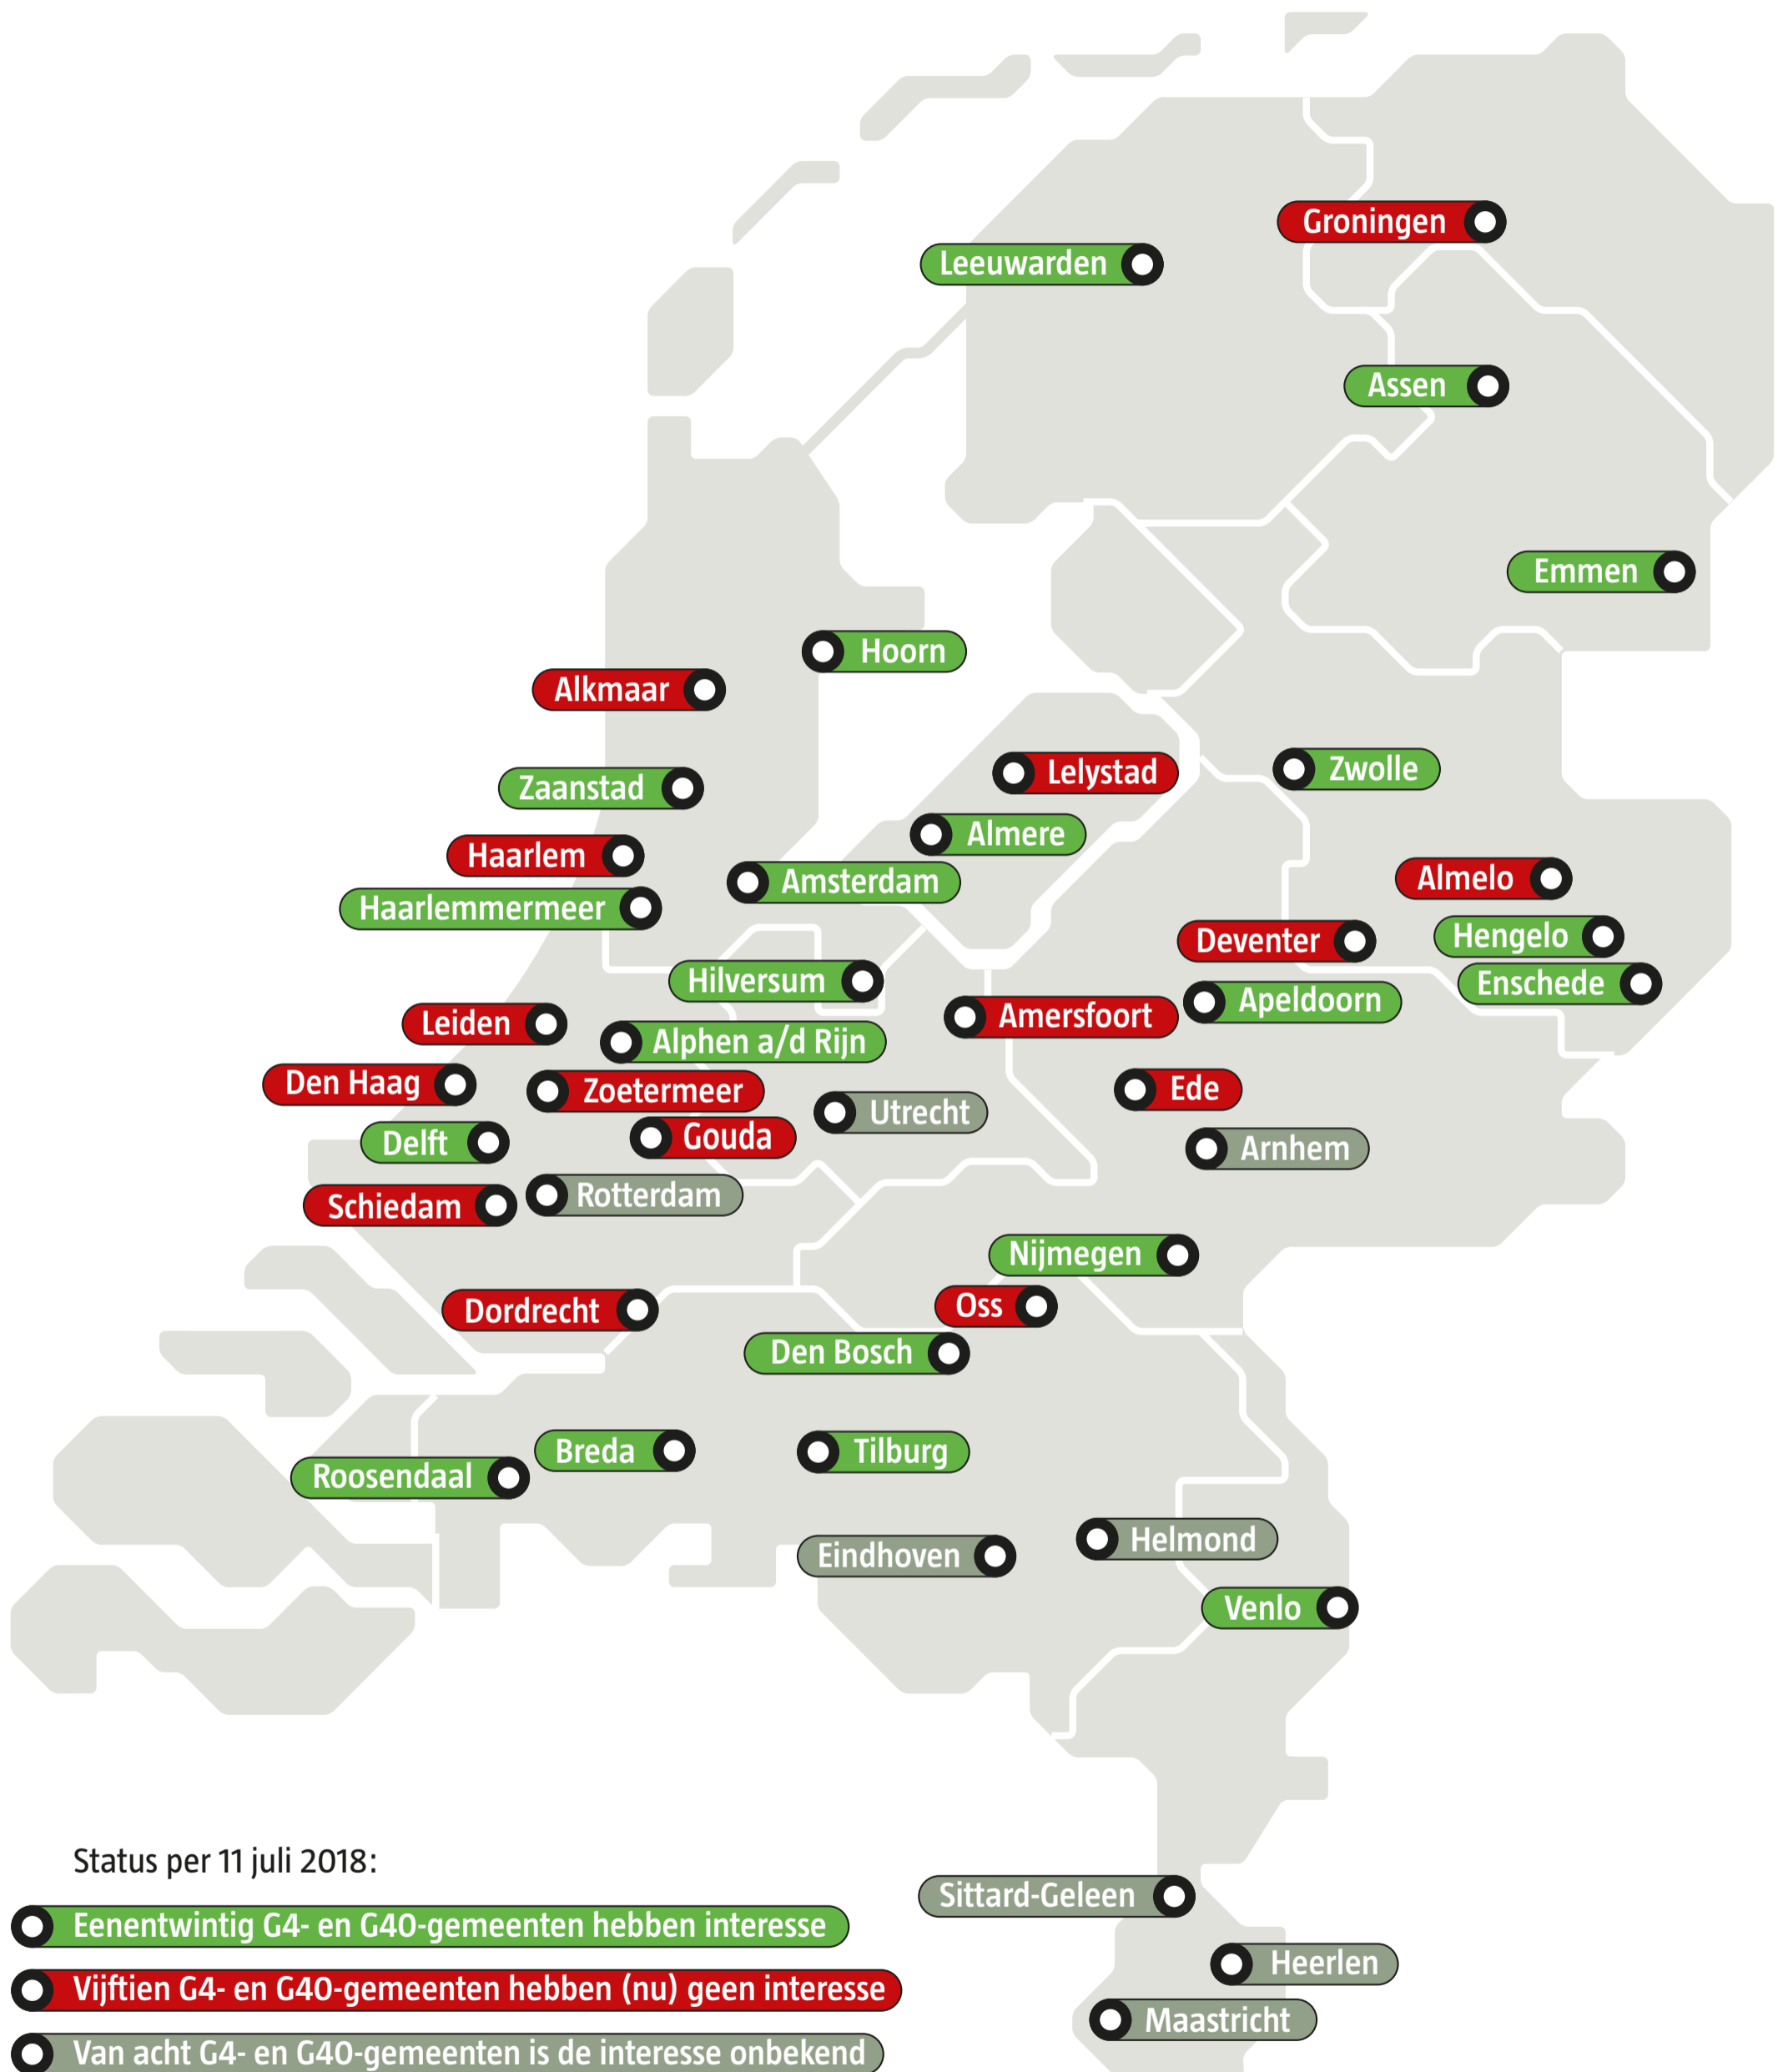 Groningen
Leeuwarden
Assen
Emmen
Hoorn
Alkmaar
Lelystad
Zwolle
Zaanstad
Almere
Haarlem
Amsterdam
Almelo
Haarlemmermeer
Deventer
Hengelo
Hilversum
Enschede
Apeldoorn
Leiden
Amersfoort
Alphen a/d Rijn
Den Haag
Zoetermeer
Ede
Utrecht
Gouda
Delft
Arnhem
Rotterdam
Schiedam
Nijmegen
Oss
Dordrecht
Den Bosch
Breda
Tilburg
Roosendaal
Helmond
Eindhoven
Venlo
Sittard-Geleen
Heerlen
Maastricht
Status per 11 juli 2018:
Eenentwintig G4- en G40-gemeenten hebben interesse
Vijftien G4- en G40-gemeenten hebben (nu) geen interesse
Van acht G4- en G40-gemeenten is de interesse onbekend